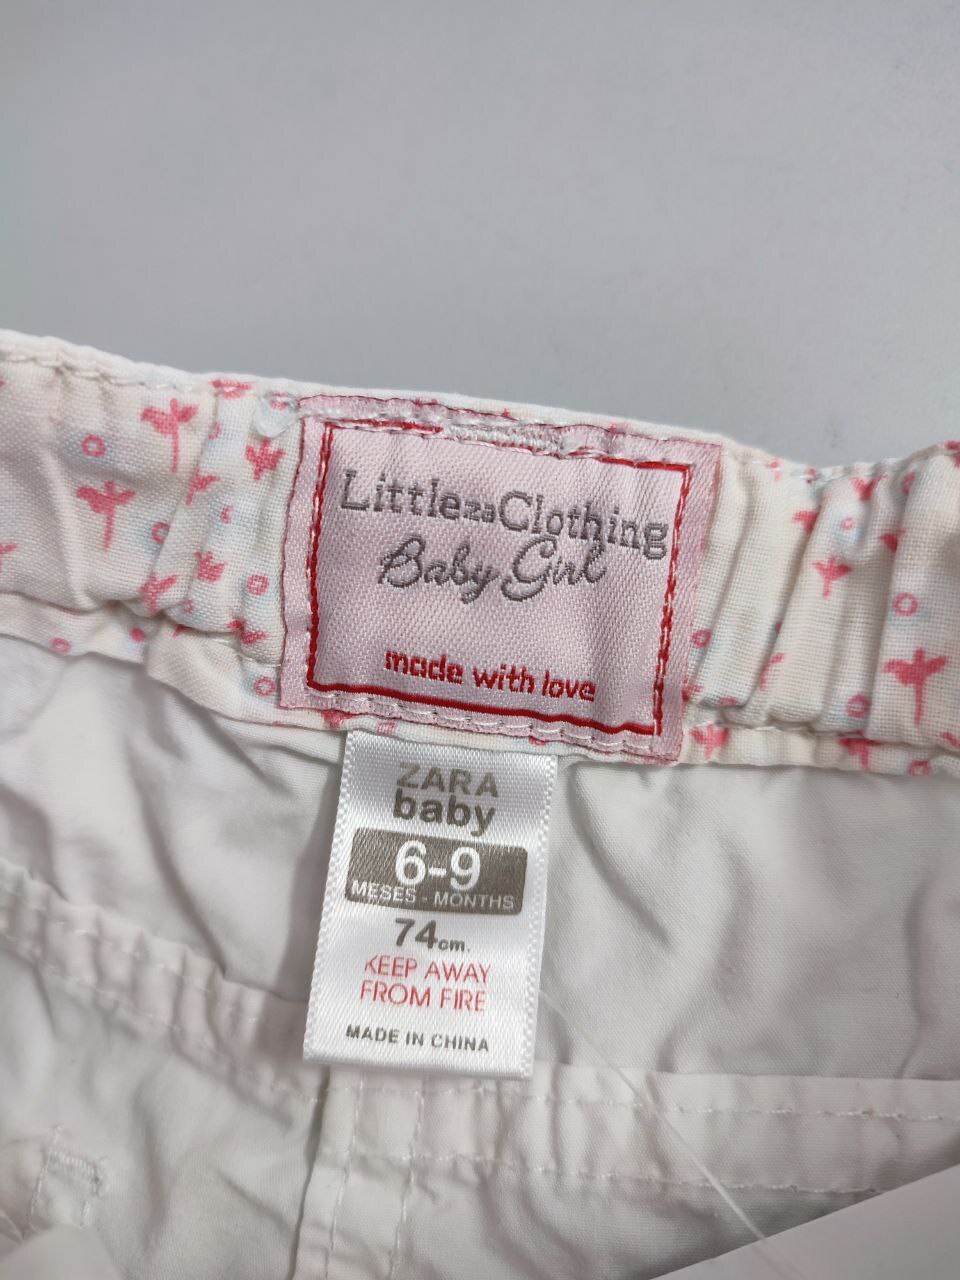 LittlezaClothing
Baby Girl
made with love
ZARA
baby
6-9
MESES - MONTHS
74cm.
KEEP AWAY
FROM FIRE
MADE IN CHINA